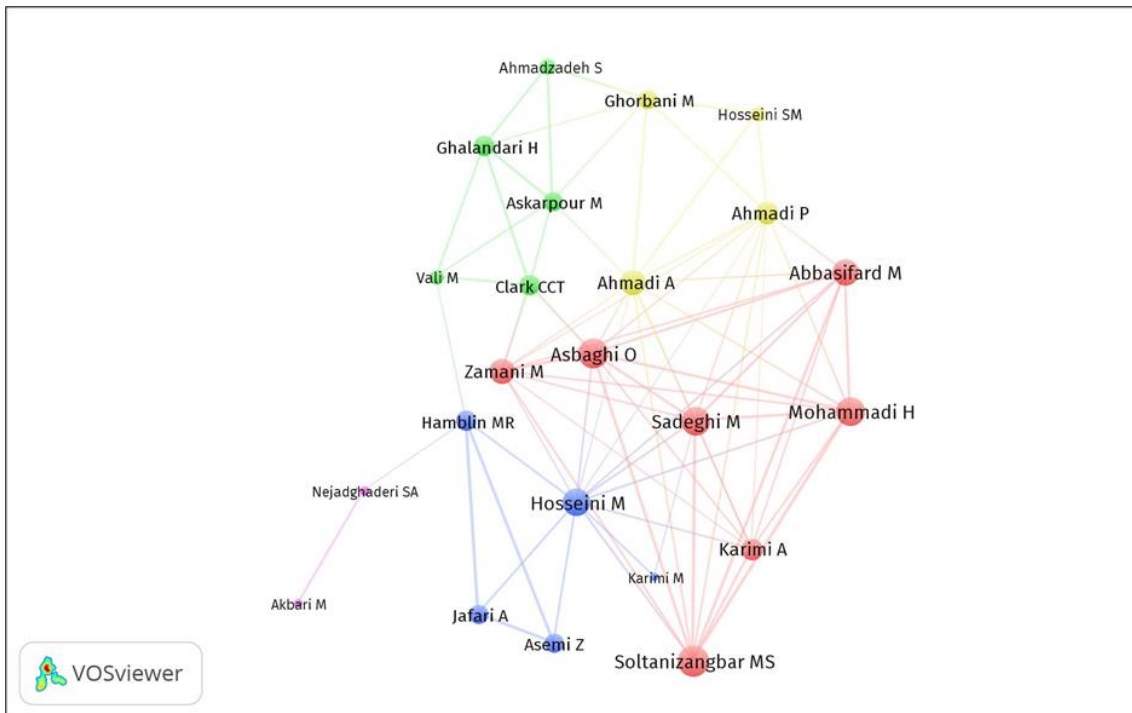 Ahmadzadeh S
Ghorbani M
Hosseini SM
Ghalandari H
Askarpour M
Ahmadi P
Abbasifard M
Vali M
Clark CCT
Ahmadi A
Asbaghi O
Zamani M
Mohammadi H
Sadeghi M
Hamblin MR
Nejadghaderi SA
Hosseini M
Karimi A
Karimi M
Akbari M
Jafari A
Asemi Z
Soltanizangbar MS
VOSviewer